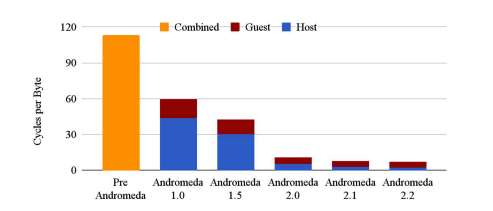 120
Combined Guest Host
90
60
30
0
Cycles per Byte
Pre Andromeda
Andromeda 1.0
Andromeda 1.5
Andromeda 2.0
Andromeda 2.1
Andromeda 2.2